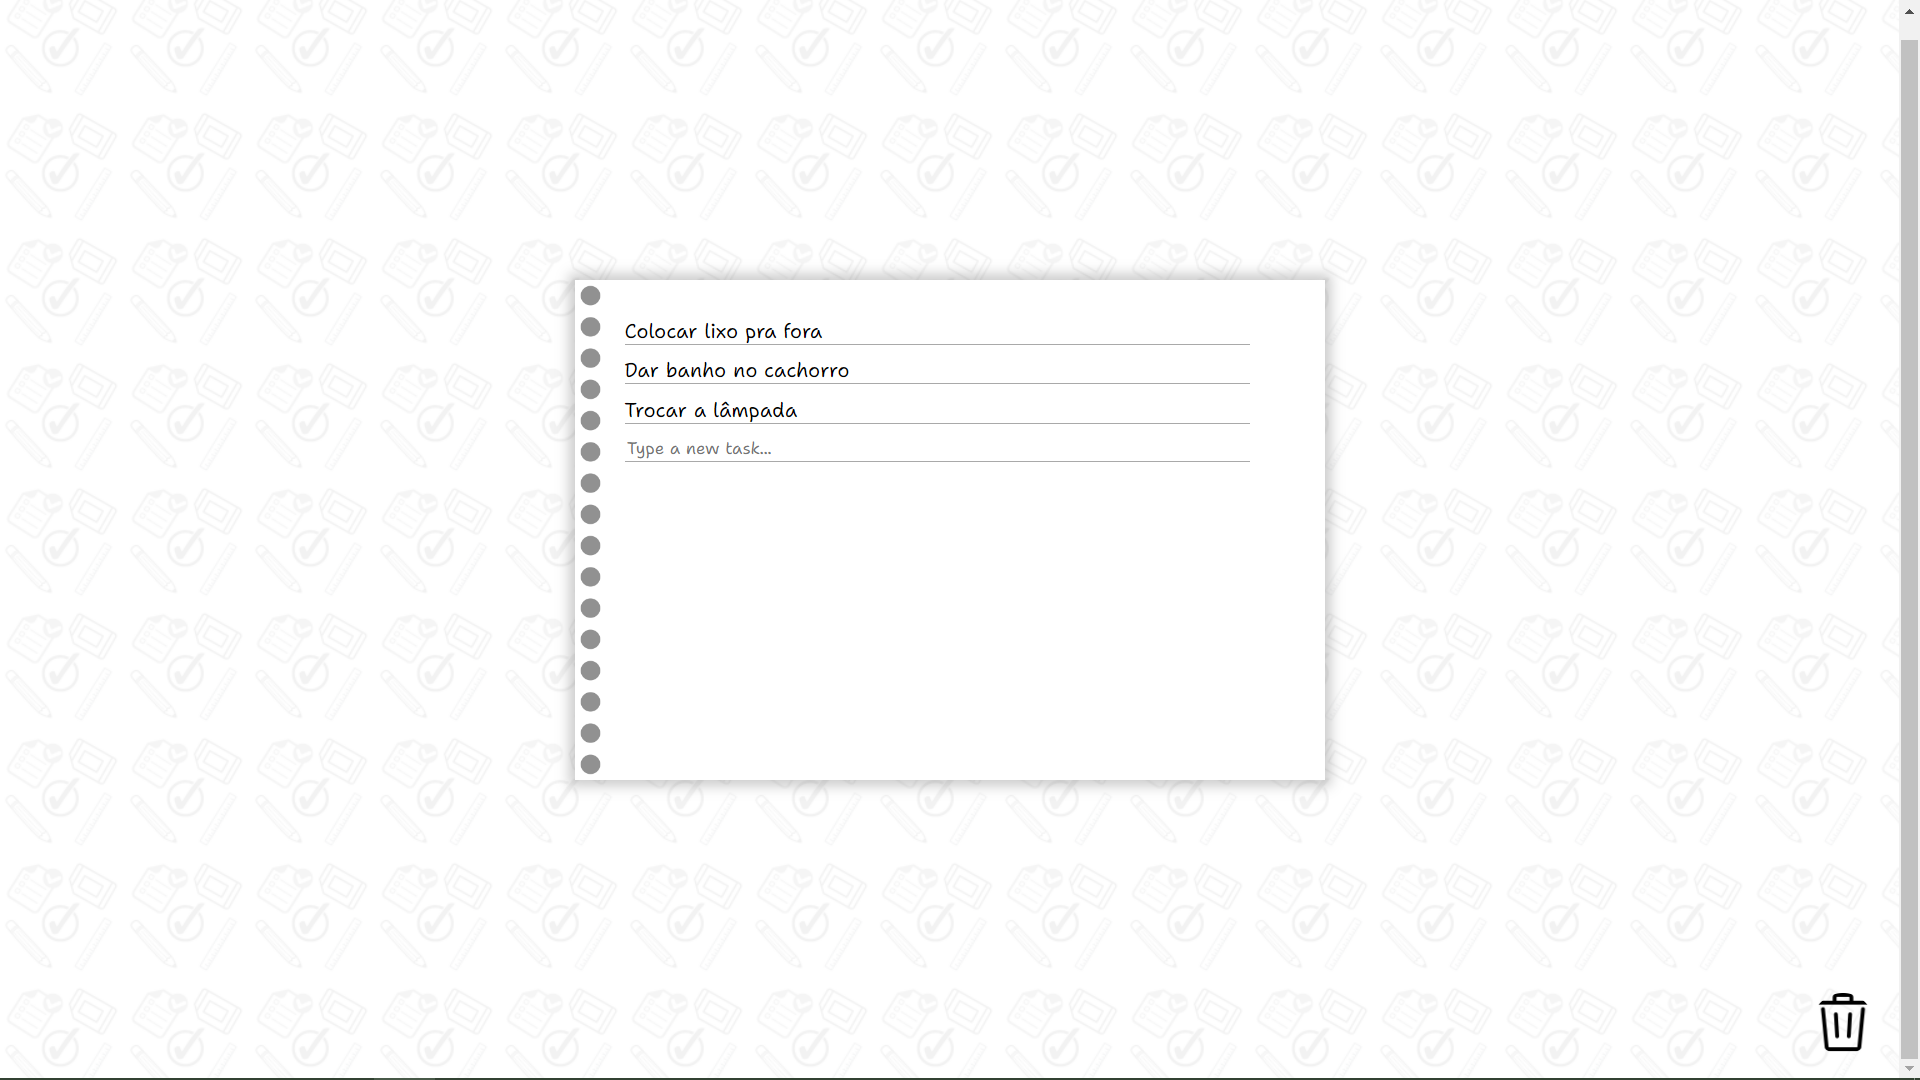 Colocar lixo pra fora
Dar banho no cachorro
Trocar a lâmpada
Type a new task...